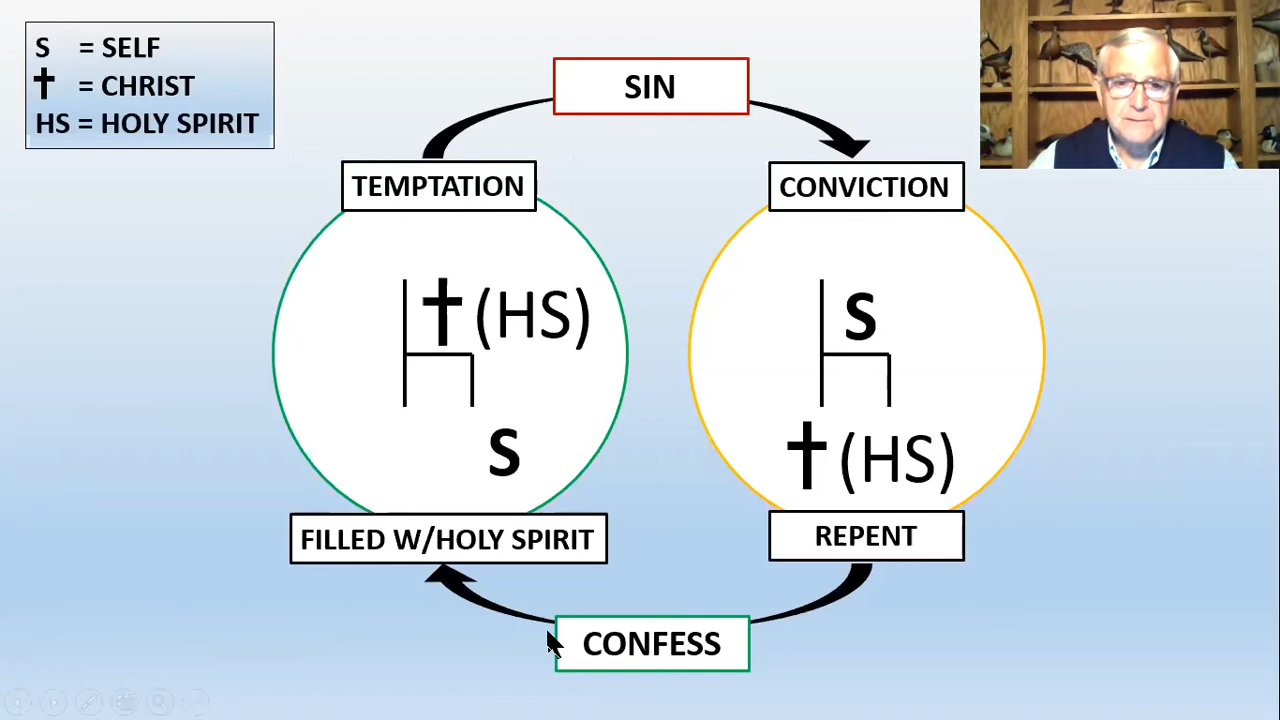 S = SELF
✝ = CHRIST
HS = HOLY SPIRIT
SIN
TEMPTATION
CONVICTION
✝ (HS)
S
S
✝ (HS)
FILLED W/HOLY SPIRIT
REPENT
CONFESS